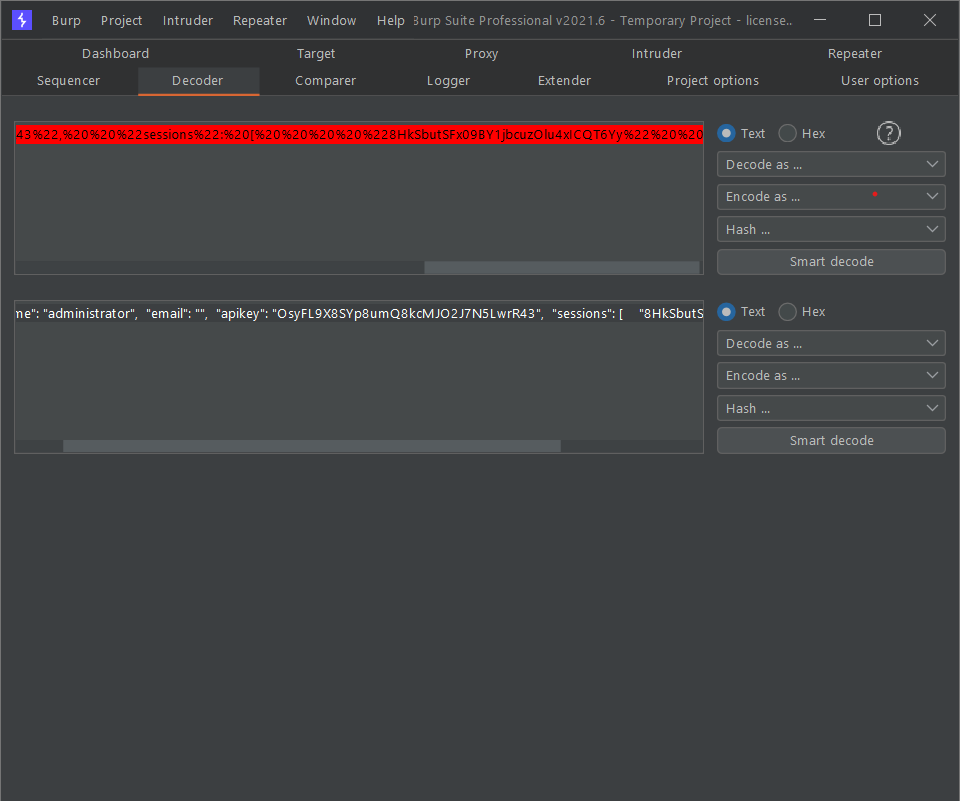 Burp Project Intruder Repeater Window Help Burp Suite Professional v2021.6 - Temporary Project - license..
Dashboard Target Proxy Intruder Repeater
Sequencer Decoder Comparer Logger Extender Project options User options
43%22,%20%20%22sessions%22:%20[%20%20%20%20%228HkSbutSFx09BY1jbcuzOlu4xICQT6Yy%22%20%20
Text Hex ?
Decode as ...
Encode as ...
Hash ...
Smart decode
me": "administrator", "email": "", "apikey": "OsyFL9X8SYp8umQ8kcMJO2J7N5LwrR43", "sessions": [ "8HkSbutS
Text Hex
Decode as ...
Encode as ...
Hash ...
Smart decode